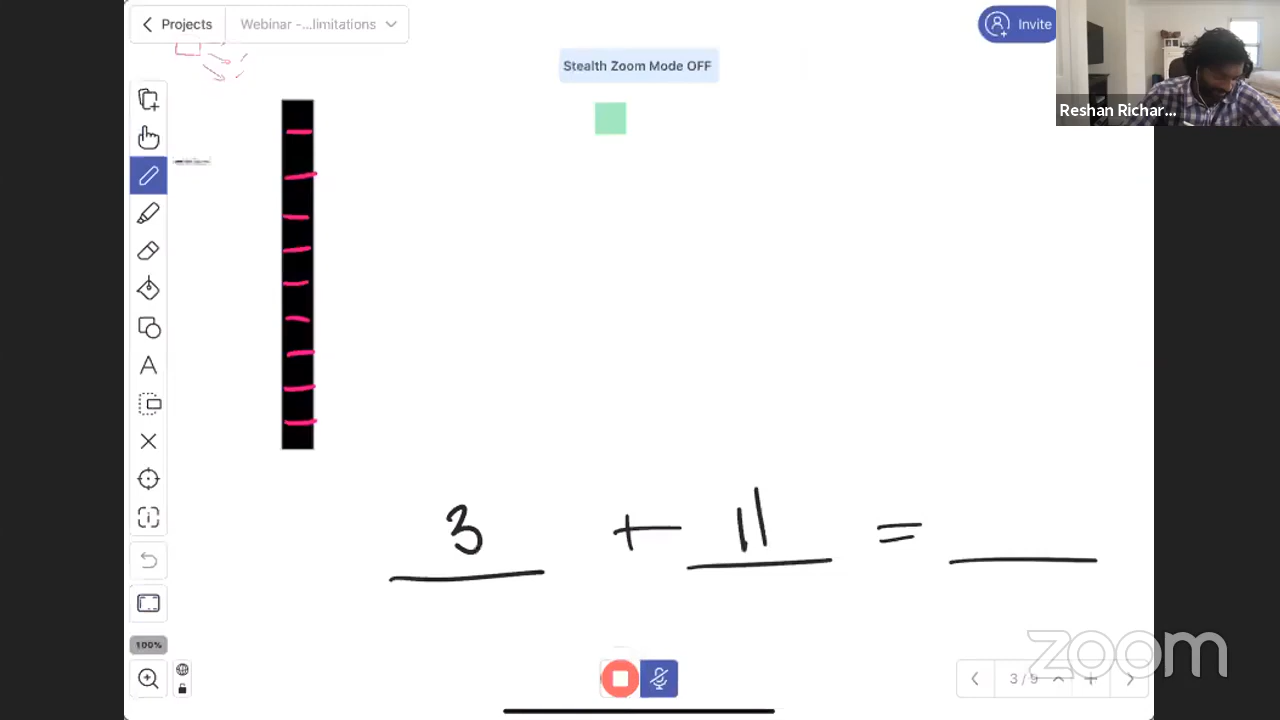 Projects
Webinar -...limitations
Invite
Stealth Zoom Mode OFF
Reshan Richar...
3 + 11 =
100%
3 / 9
zoom